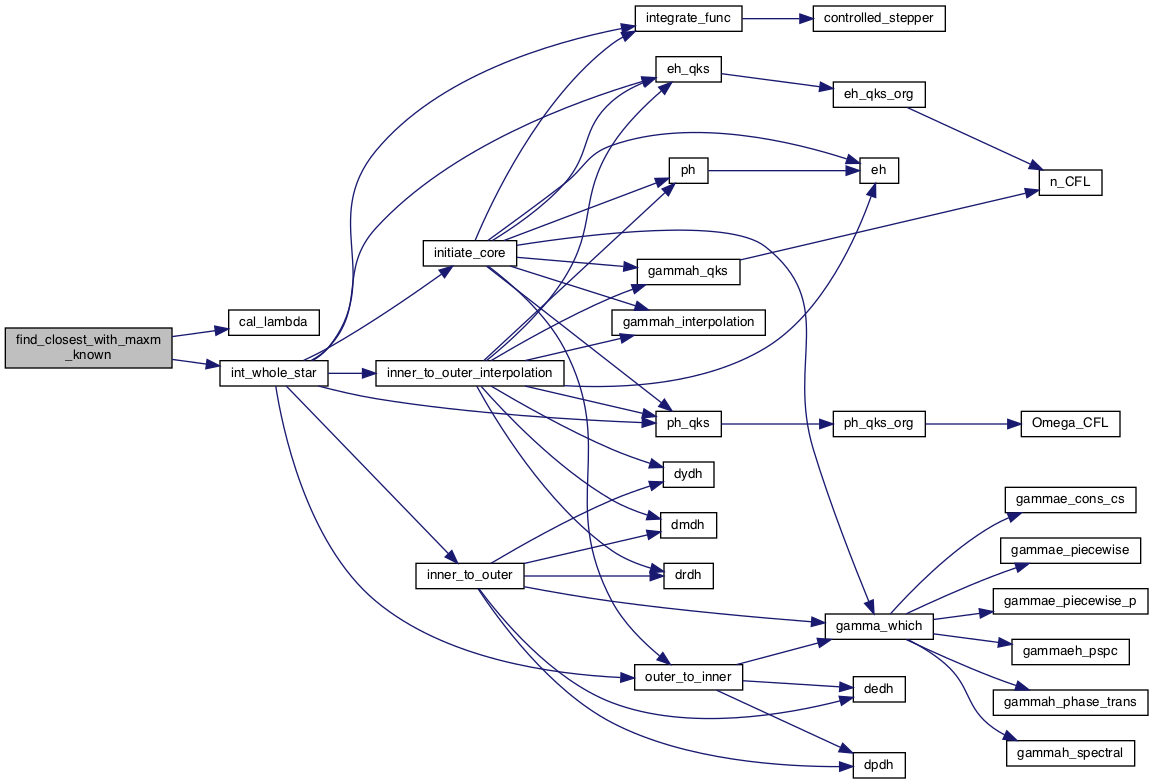 integrate_func
controlled_stepper
eh_qks
eh_qks_org
ph
eh
n_CFL
initiate_core
gammah_qks
gammah_interpolation
cal_lambda
find_closest_with_maxm
_known
int_whole_star
inner_to_outer_interpolation
ph_qks
ph_qks_org
Omega_CFL
dydh
gammae_cons_cs
dmdh
gammae_piecewise
inner_to_outer
drdh
gammae_piecewise_p
gamma_which
gammaeh_pspc
outer_to_inner
dedh
gammah_phase_trans
gammah_spectral
dpdh